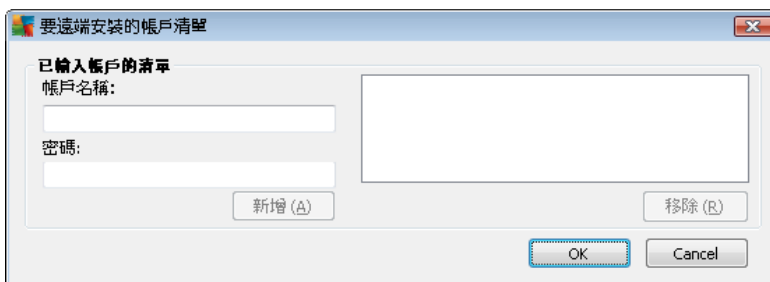 要遠端安裝的帳戶清單
已輸入帳戶的清單
帳戶名稱:
密碼:
新增(A)
移除(R)
OK
Cancel